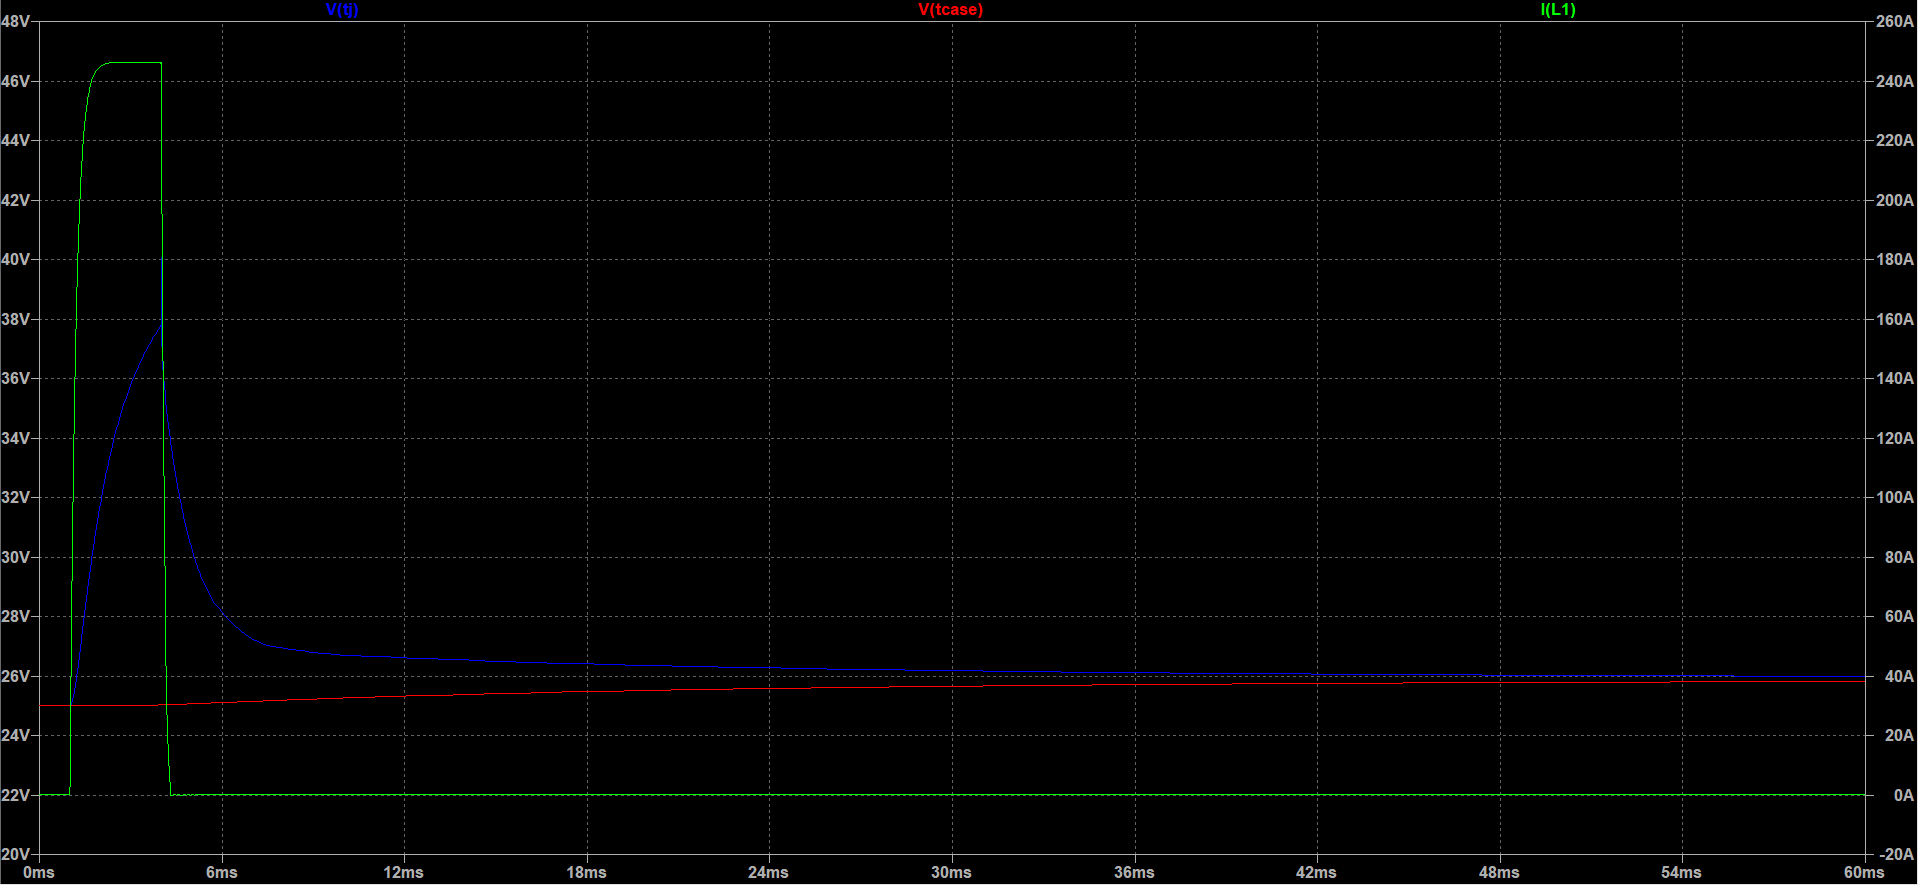 V(tj) V(tcase) I(L1)
48V 260A
46V 240A
44V 220A
42V 200A
40V 180A
38V 160A
36V 140A
34V 120A
32V 100A
30V 80A
28V 60A
26V 40A
24V 20A
22V 0A
20V -20A
0ms 6ms 12ms 18ms 24ms 30ms 36ms 42ms 48ms 54ms 60ms